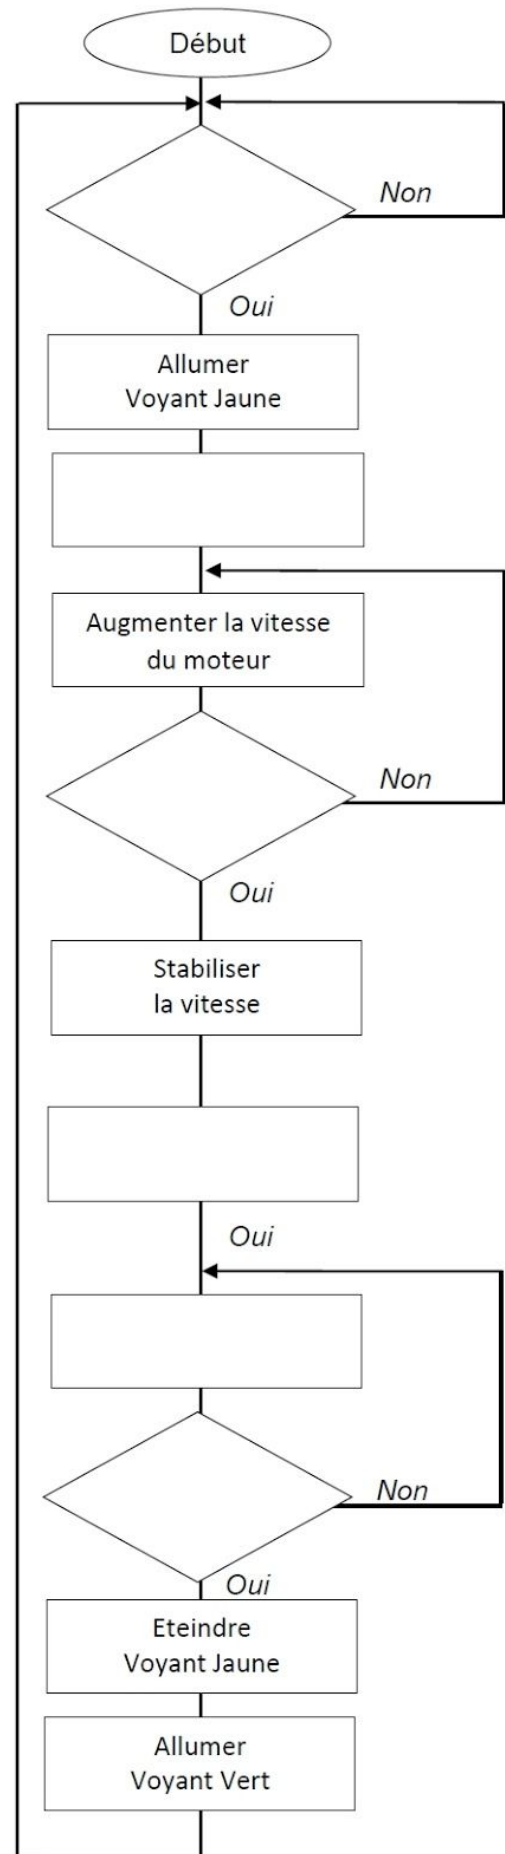 Début
Non
Oui
Allumer
Voyant Jaune
Augmenter la vitesse
du moteur
Non
Oui
Stabiliser
la vitesse
Oui
Non
Oui
Eteindre
Voyant Jaune
Allumer
Voyant Vert